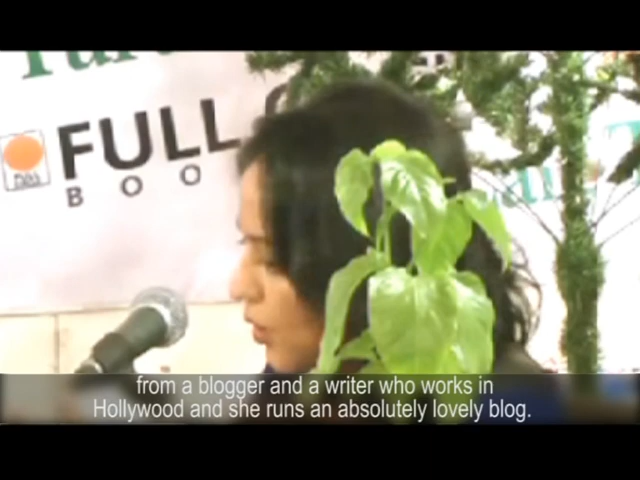 FULL
BOO
from a blogger and a writer who works in
Hollywood and she runs an absolutely lovely blog.